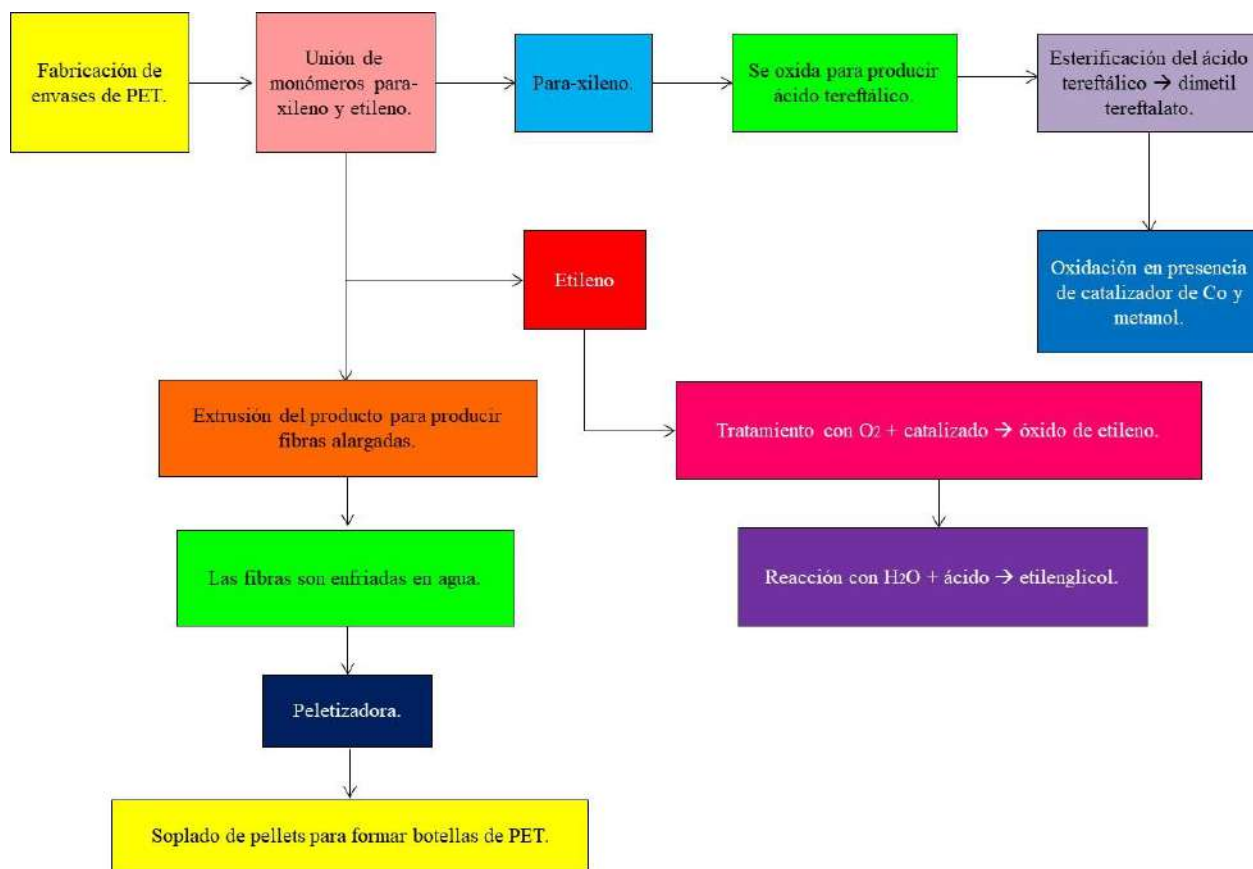 Fabricación de
envases de PET.
Unión de
monómeros para-
xileno y etileno.
Para-xileno.
Se oxida para producir
ácido tereftálico.
Esterificación del ácido
tereftálico → dimetil
tereftalato.
Etileno
Oxidación en presencia
de catalizador de Co y
metanol.
Extrusión del producto para producir
fibras alargadas.
Tratamiento con O2 + catalizado → óxido de etileno.
Las fibras son enfriadas en agua.
Reacción con H2O + ácido → etilenglicol.
Peletizadora.
Soplado de pellets para formar botellas de PET.